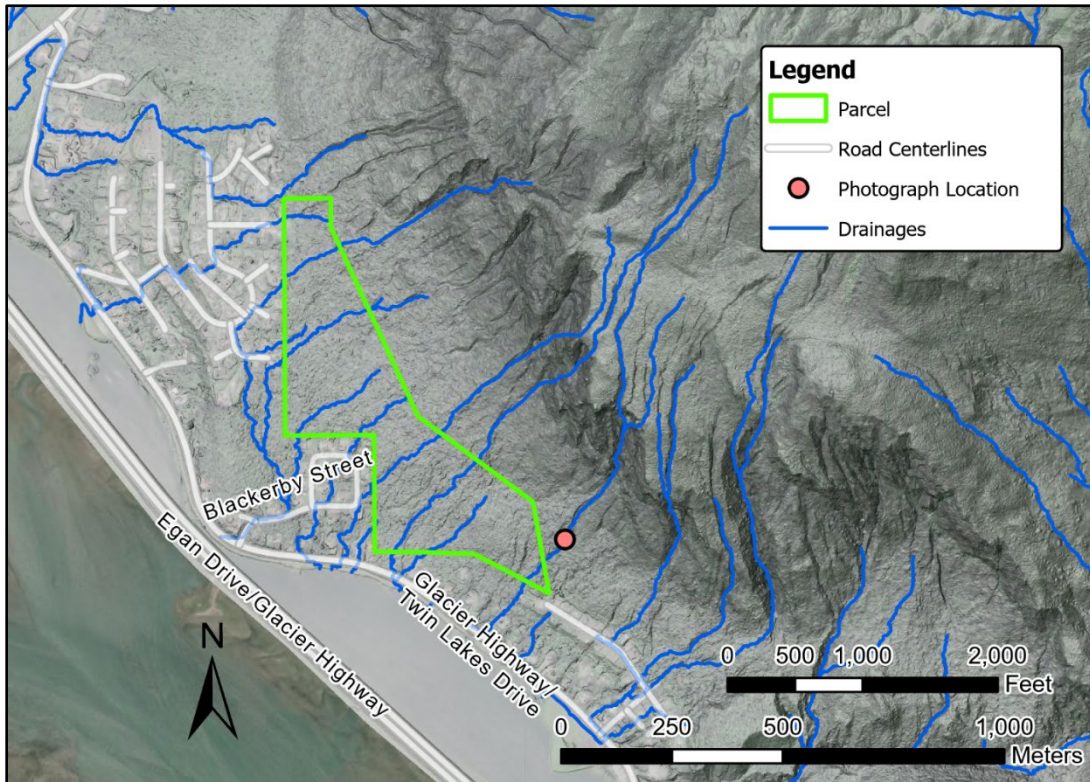 Legend
Parcel
Road Centerlines
Photograph Location
Drainages
Blackerby Street
Egan Drive/Glacier Highway
Glacier Highway/
Twin Lakes Drive
N
0 500 1,000 2,000
Feet
0 250 500 1,000
Meters